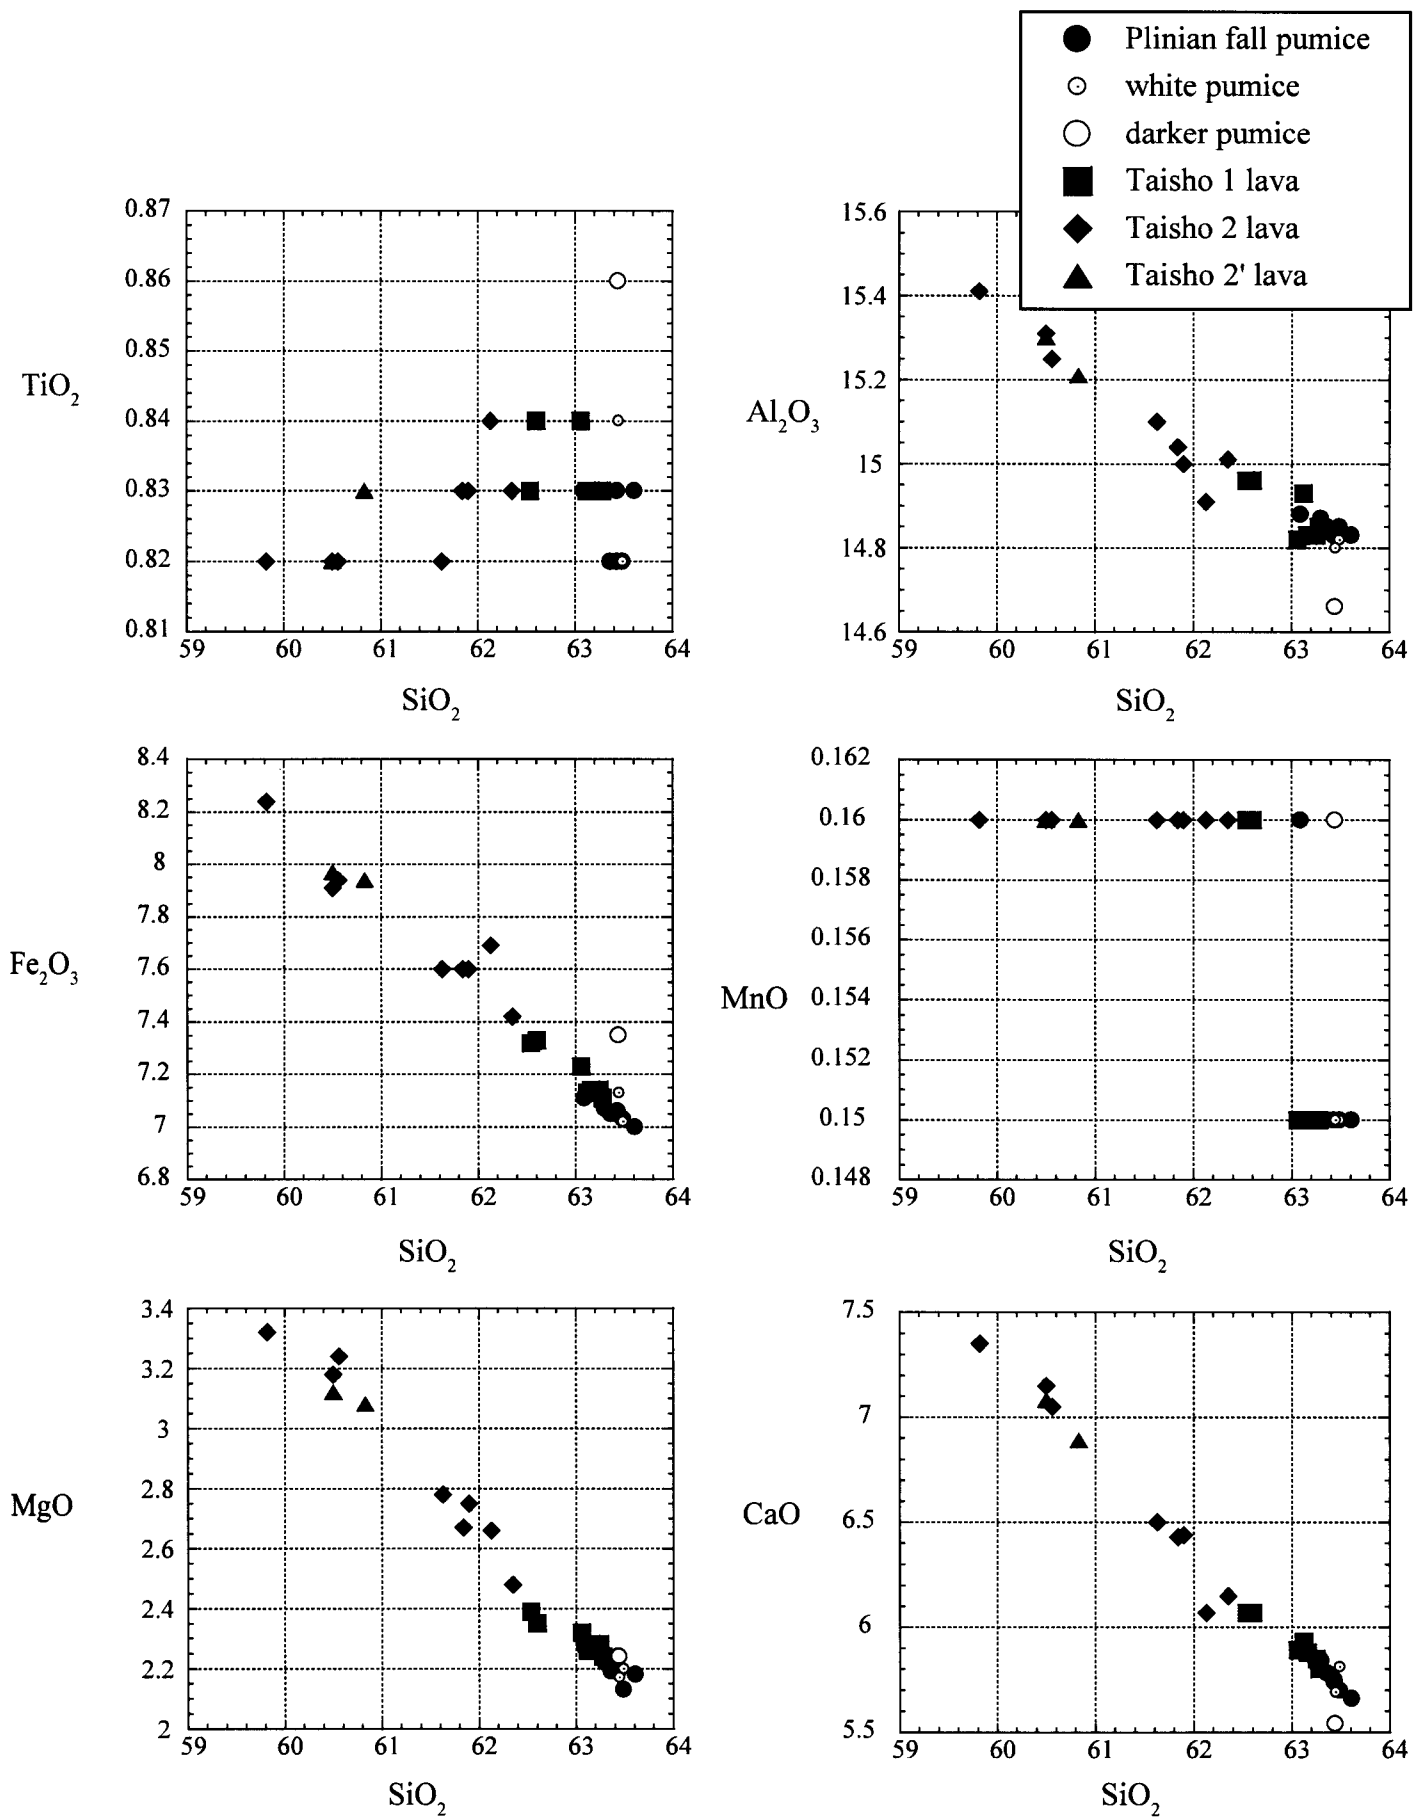 Plinian fall pumice
white pumice
darker pumice
Taisho 1 lava
Taisho 2 lava
Taisho 2' lava
0.87
0.86
0.85
0.84
0.83
0.82
0.81
TiO2
59 60 61 62 63 64
SiO2
15.6
15.4
15.2
15
14.8
14.6
Al2O3
59 60 61 62 63 64
SiO2
8.4
8.2
8
7.8
7.6
7.4
7.2
7
6.8
Fe2O3
59 60 61 62 63 64
SiO2
0.162
0.16
0.158
0.156
0.154
0.152
0.15
0.148
MnO
59 60 61 62 63 64
SiO2
3.4
3.2
3
2.8
2.6
2.4
2.2
2
MgO
59 60 61 62 63 64
SiO2
7.5
7
6.5
6
5.5
CaO
59 60 61 62 63 64
SiO2